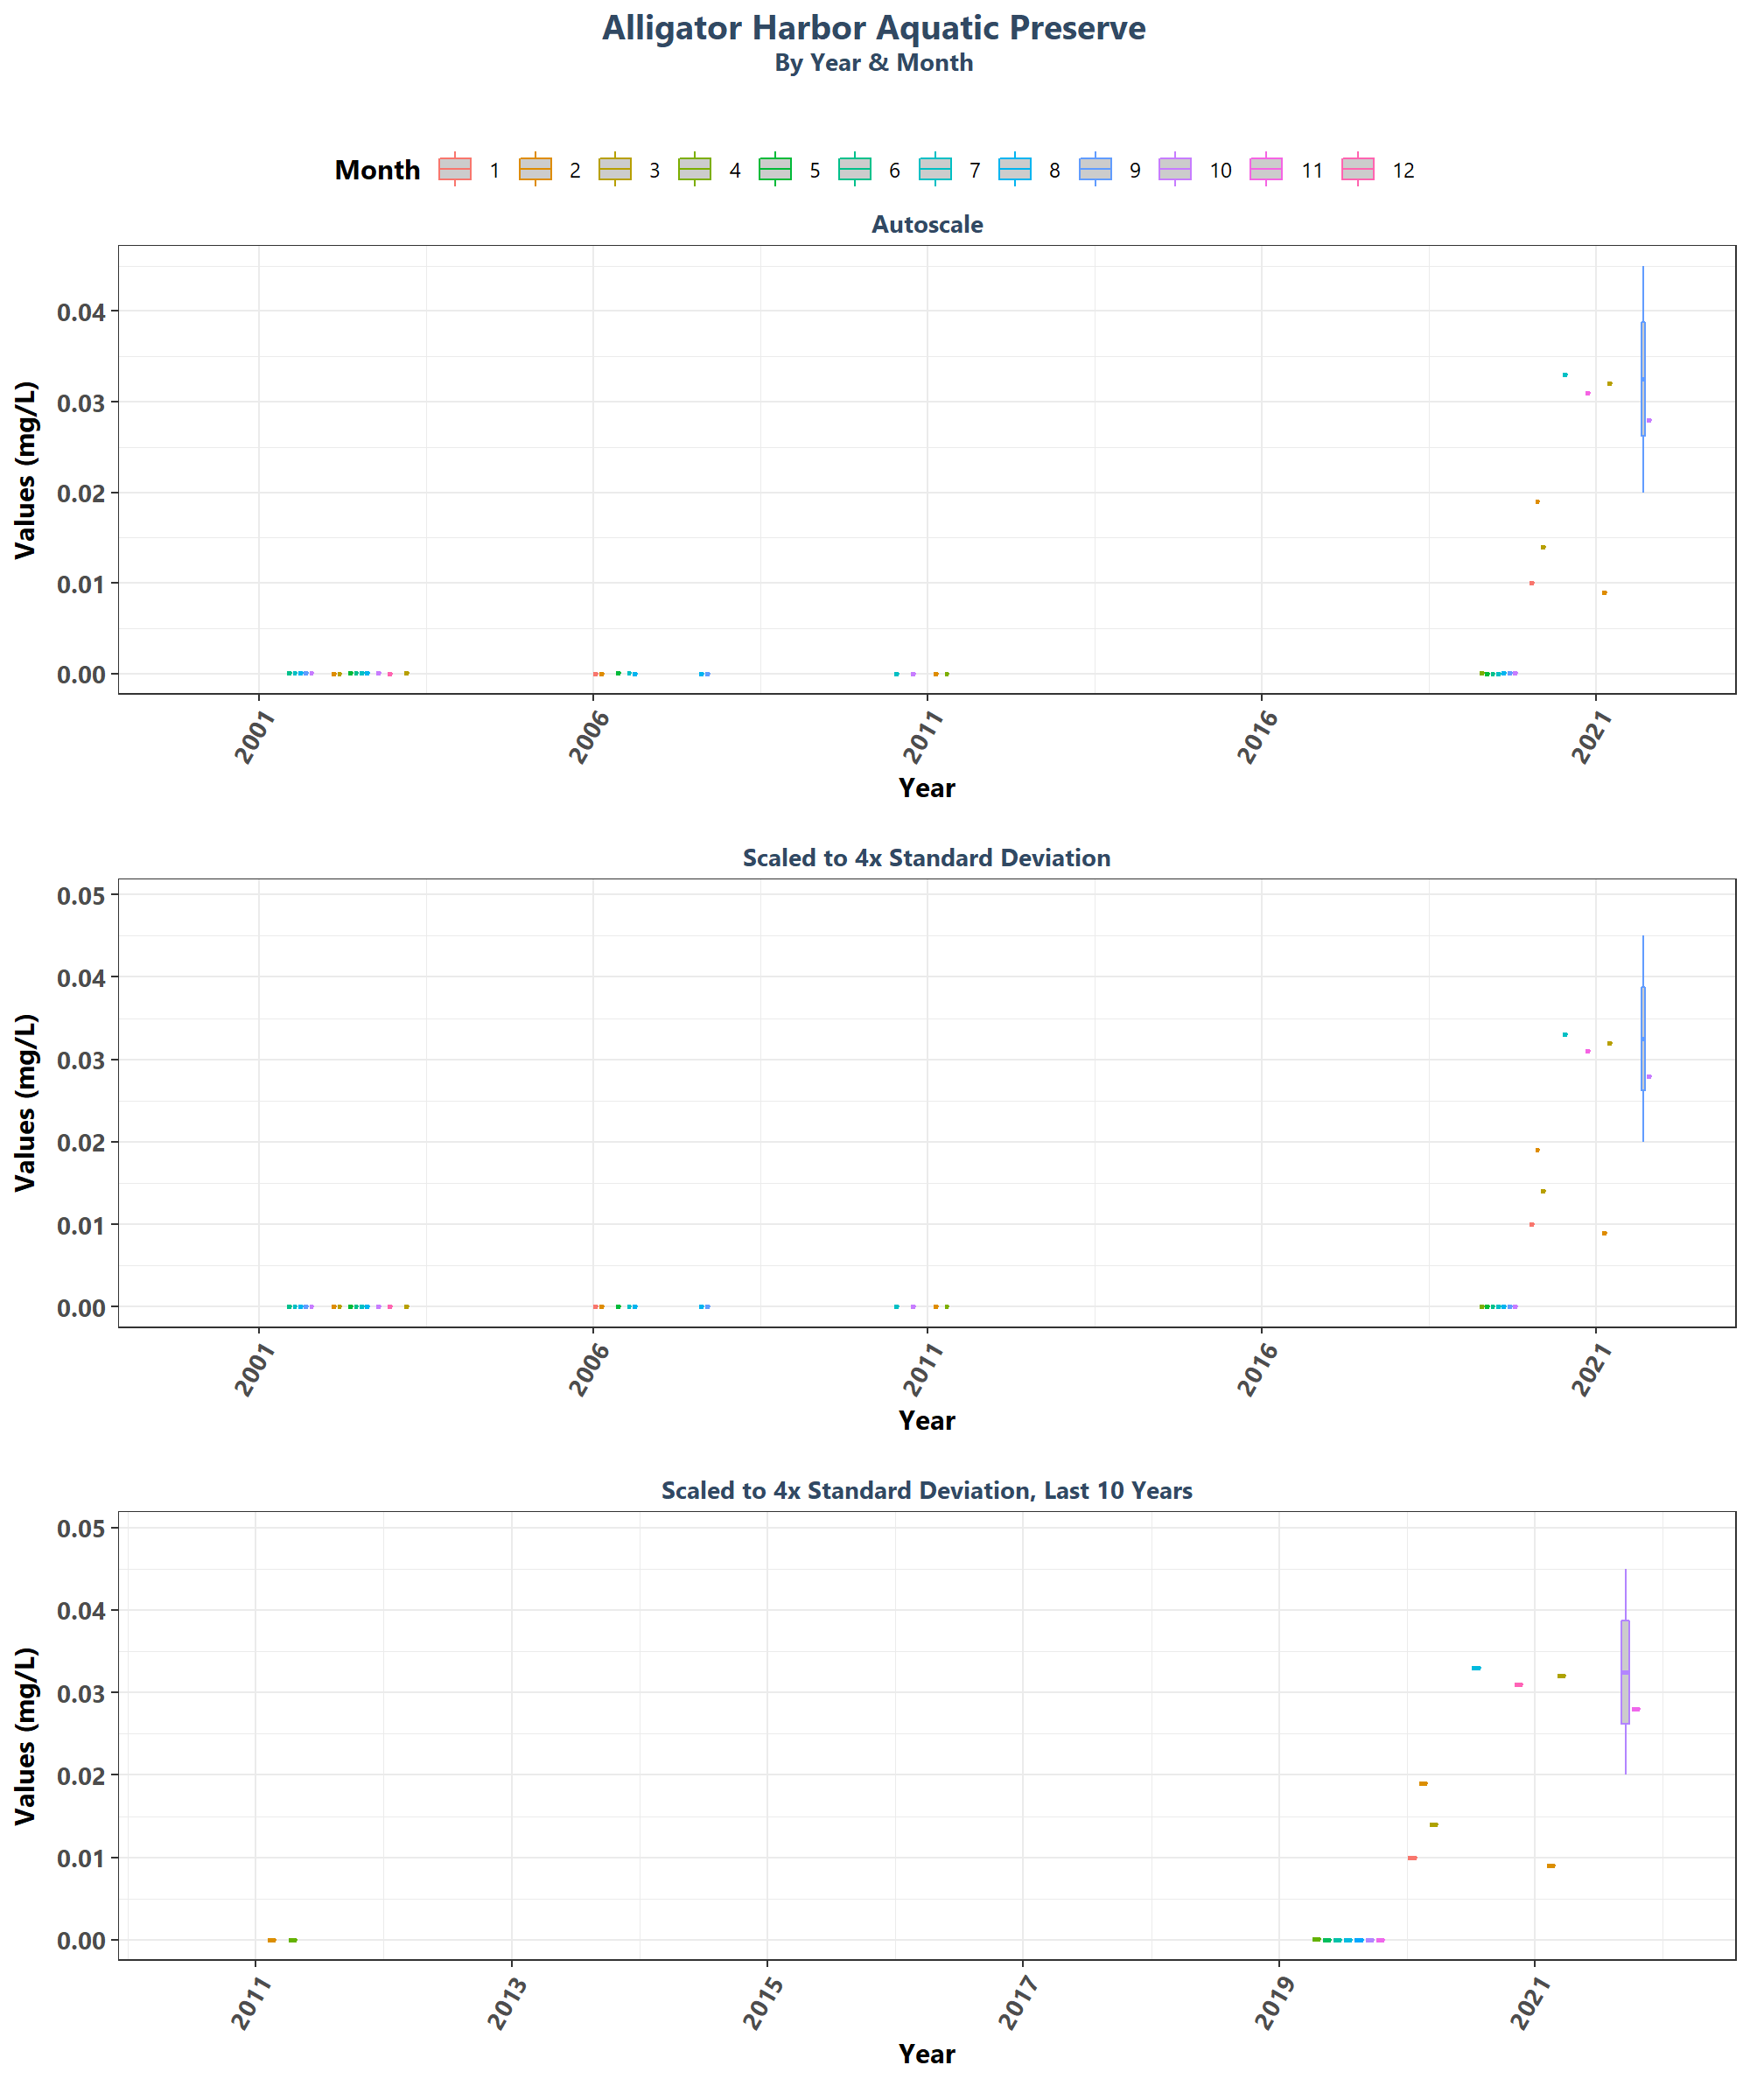 Alligator Harbor Aquatic Preserve
By Year & Month
Month 1 2 3 4 5 6 7 8 9 10 11 12
Autoscale
Values (mg/L)
0.04
0.03
0.02
0.01
0.00
2001 2006 2011 2016 2021
Year
Scaled to 4x Standard Deviation
Values (mg/L)
0.05
0.04
0.03
0.02
0.01
0.00
2001 2006 2011 2016 2021
Year
Scaled to 4x Standard Deviation, Last 10 Years
Values (mg/L)
0.05
0.04
0.03
0.02
0.01
0.00
2011 2013 2015 2017 2019 2021
Year